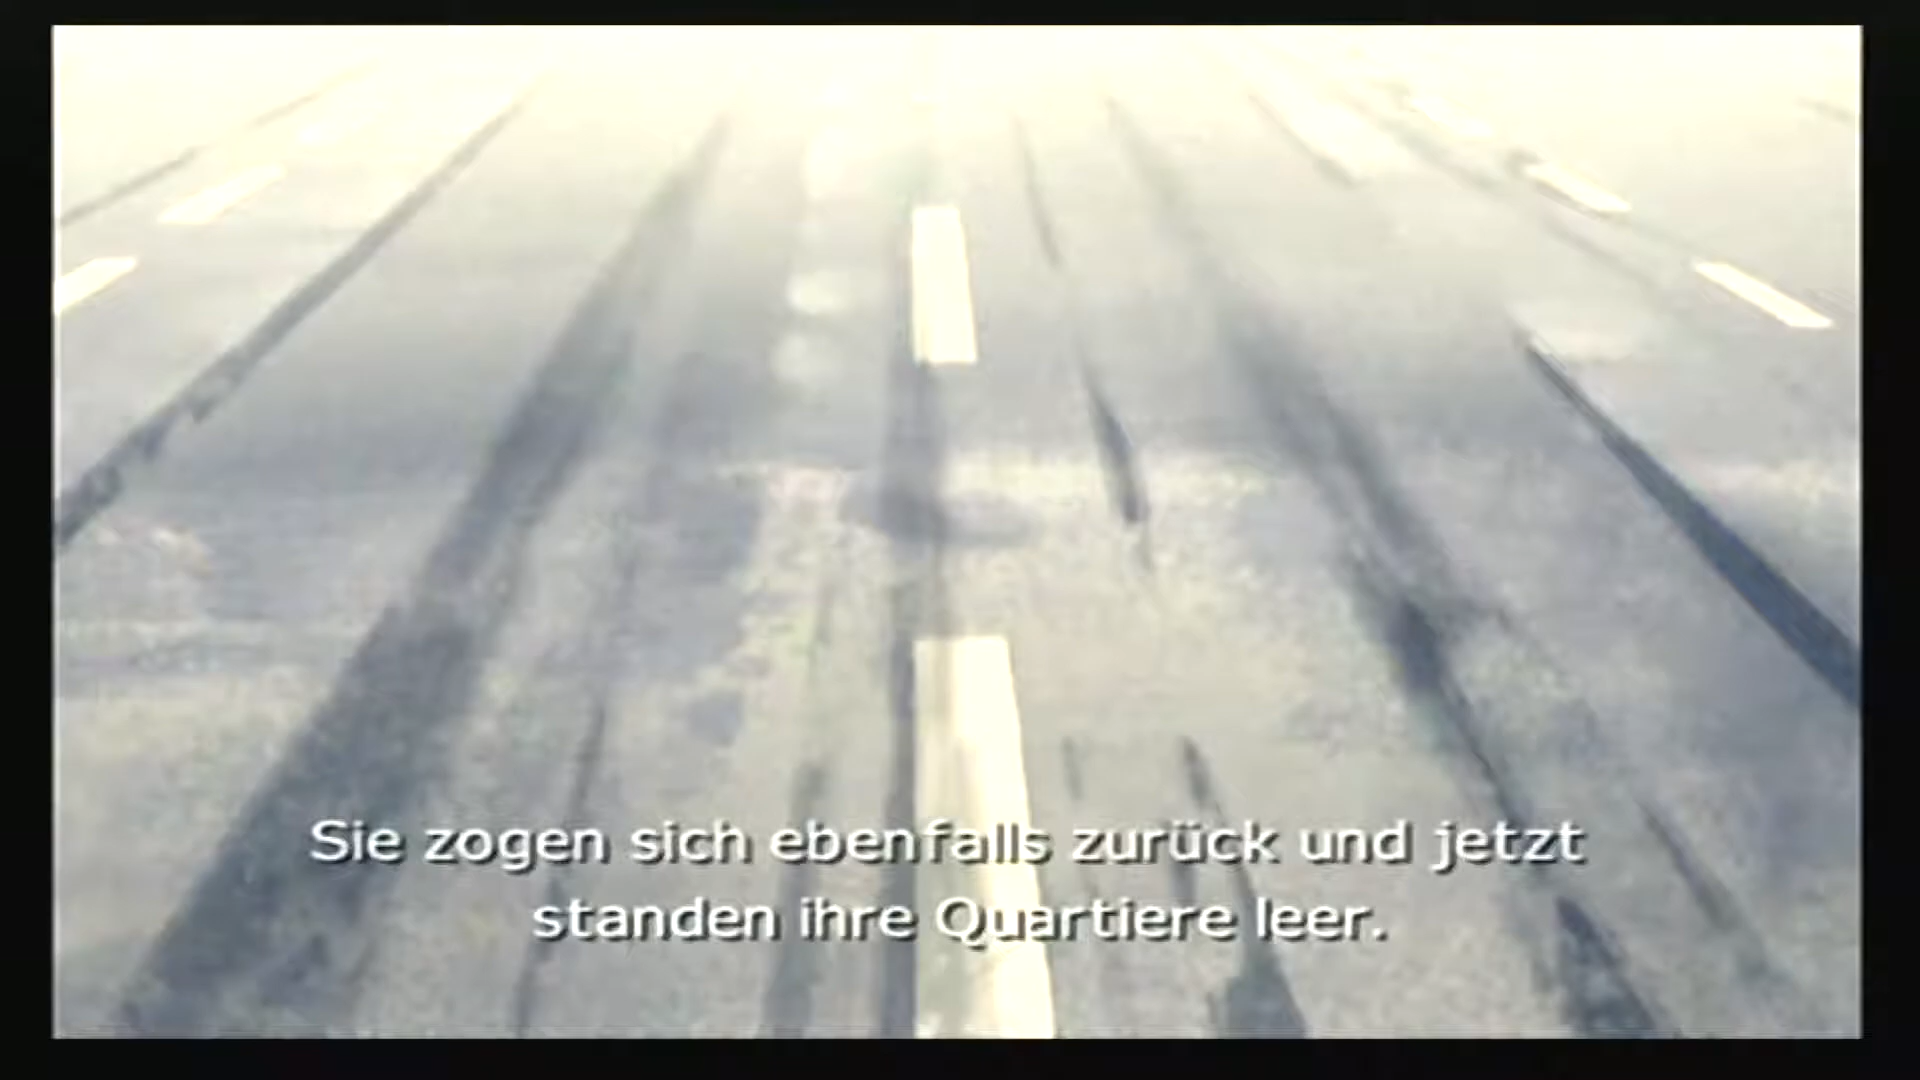 Sie zogen sich ebenfalls zurück und jetzt
standen ihre Quartiere leer.